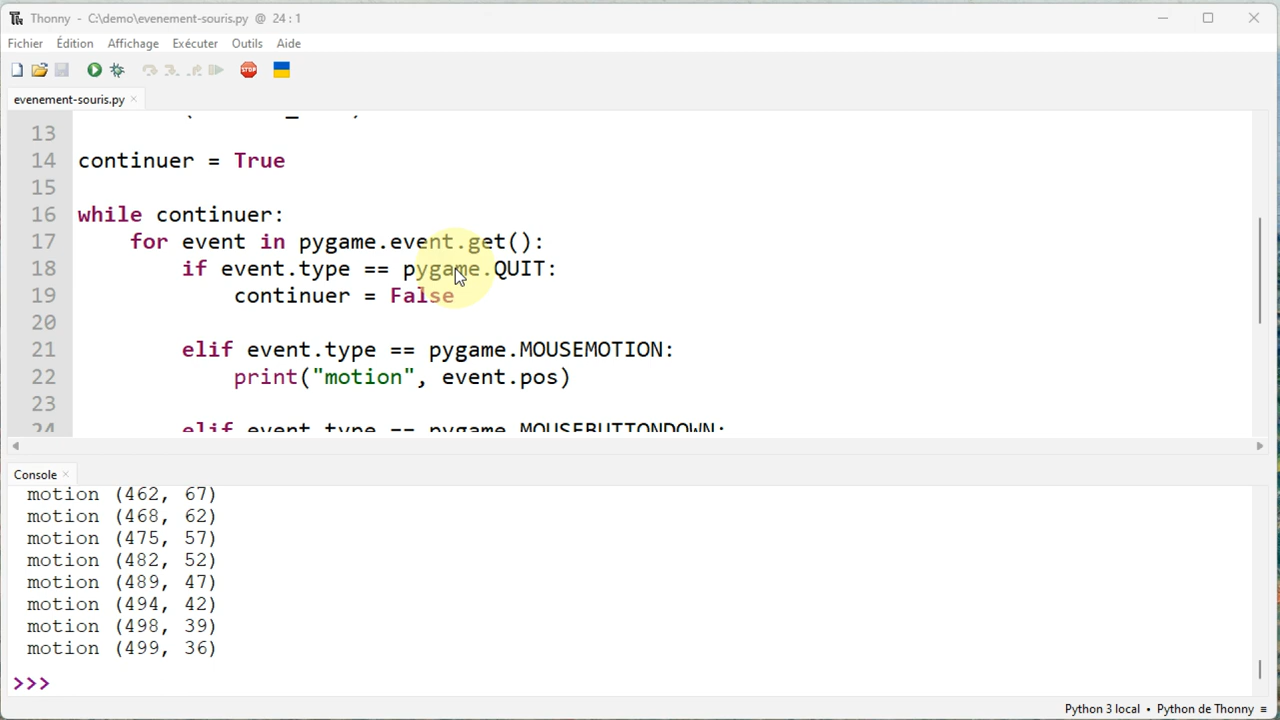 Thonny - C:\demo\evenement-souris.py @ 24 : 1
Fichier Édition Affichage Exécuter Outils Aide
STOP
evenement-souris.py ×
13
14 continuer = True
15
16 while continuer:
17 for event in pygame.event.get():
18 if event.type == pygame.QUIT:
19 continuer = False
20
21 elif event.type == pygame.MOUSEMOTION:
22 print("motion", event.pos)
23
24 elif event.type == pygame.MOUSEBUTTONDOWN:
Console ×
motion (462, 67)
motion (468, 62)
motion (475, 57)
motion (482, 52)
motion (489, 47)
motion (494, 42)
motion (498, 39)
motion (499, 36)
>>>
Python 3 local • Python de Thonny ≡